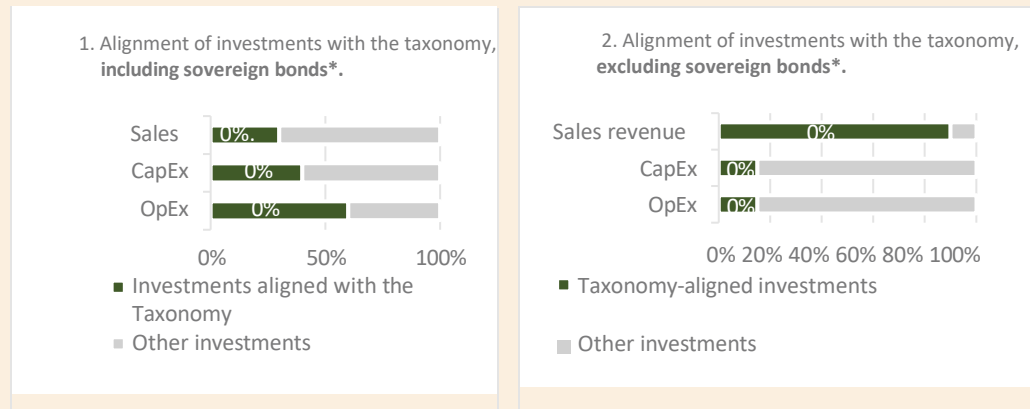 1. Alignment of investments with the taxonomy,
including sovereign bonds*.
Sales
0%.
CapEx
0%
OpEx
0%
0% 50% 100%
Investments aligned with the
Taxonomy
Other investments
2. Alignment of investments with the taxonomy,
excluding sovereign bonds*.
Sales revenue
0%
CapEx
0%
OpEx
0%
0% 20% 40% 60% 80% 100%
Taxonomy-aligned investments
Other investments